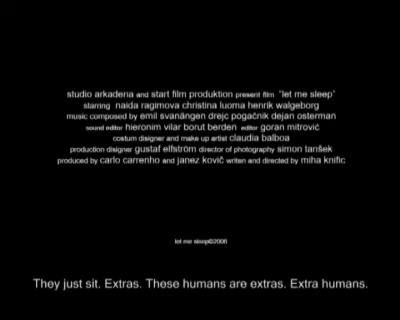 studio arkadena and start film produktion present film "let me sleep"
starring naida ragimova christina luoma henrik walgeborg
music composed by emil svanängen drejc pogačnik dejan osterman
sound editor hieronim vilar borut berden editor goran mitrovič
costum disigner and make up artist claudia balboa
production disigner gustaf elfström director of photography simon tanšek
produced by carlo carrenho and janez kovič writen and directed by miha knific
let me sleep©2006
They just sit. Extras. These humans are extras. Extra humans.